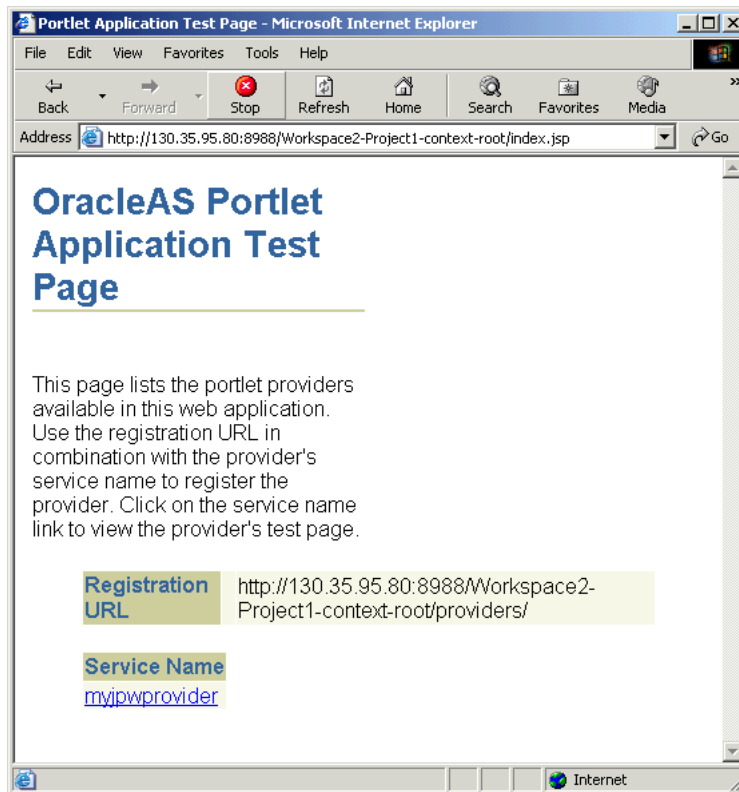 Portlet Application Test Page - Microsoft Internet Explorer
File Edit View Favorites Tools Help
Back Forward Stop Refresh Home Search Favorites Media »
Address http://130.35.95.80:8988/Workspace2-Project1-context-root/index.jsp Go
OracleAS Portlet
Application Test
Page
This page lists the portlet providers
available in this web application.
Use the registration URL in
combination with the provider's
service name to register the
provider. Click on the service name
link to view the provider's test page.
Registration
URL
http://130.35.95.80:8988/Workspace2-
Project1-context-root/providers/
Service Name
myjpwprovider
Internet